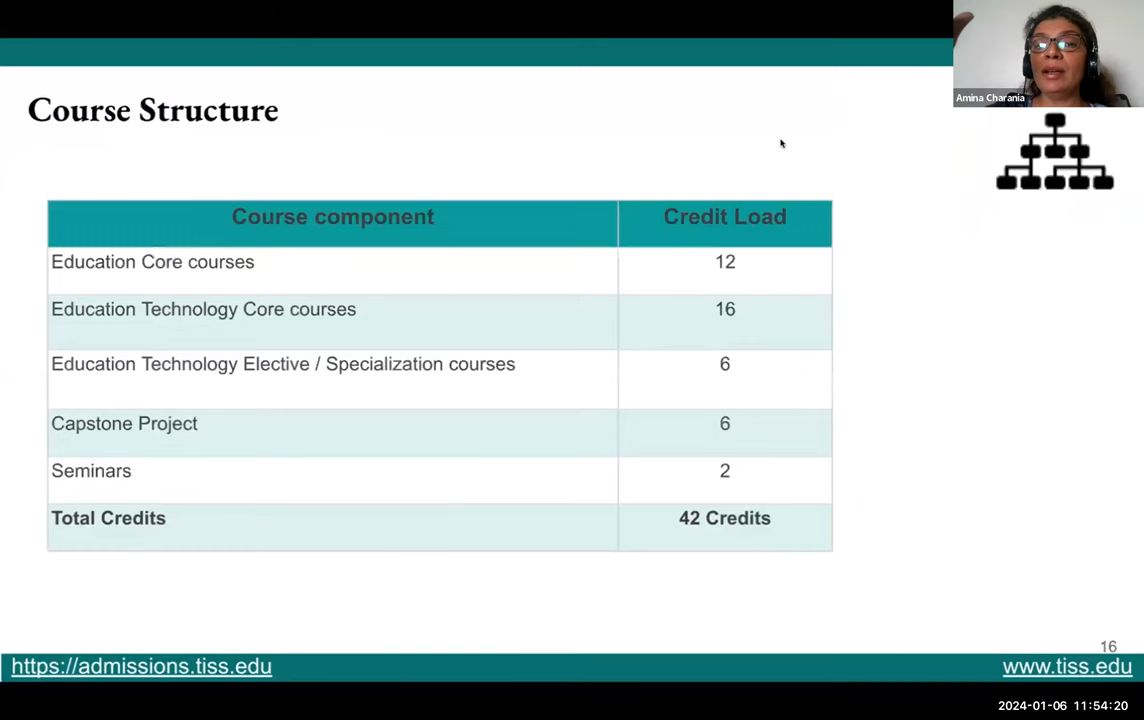 Amina Charania
Course Structure
Course component Credit Load
Education Core courses 12
Education Technology Core courses 16
Education Technology Elective / Specialization courses 6
Capstone Project 6
Seminars 2
Total Credits 42 Credits
16
https://admissions.tiss.edu www.tiss.edu
2024-01-06 11:54:20